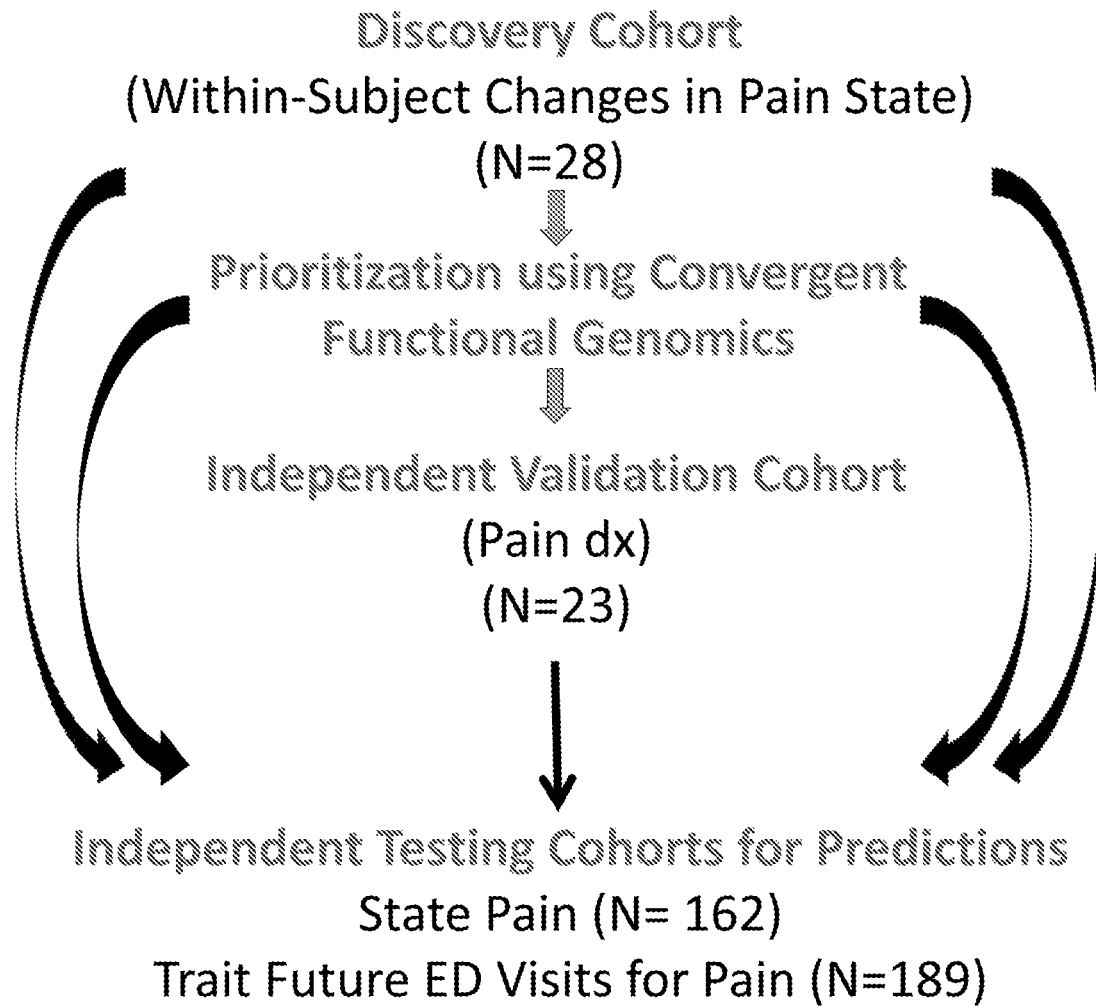 Discovery Cohort
(Within-Subject Changes in Pain State)
(N=28)
Prioritization using Convergent
Functional Genomics
Independent Validation Cohort
(Pain dx)
(N=23)
Independent Testing Cohorts for Predictions
State Pain (N= 162)
Trait Future ED Visits for Pain (N=189)